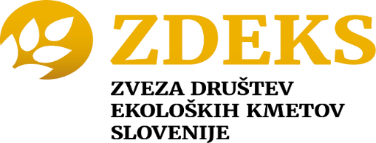 ZDEKS
ZVEZA DRUŠTEV
EKOLOŠKIH KMETOV
SLOVENIJE